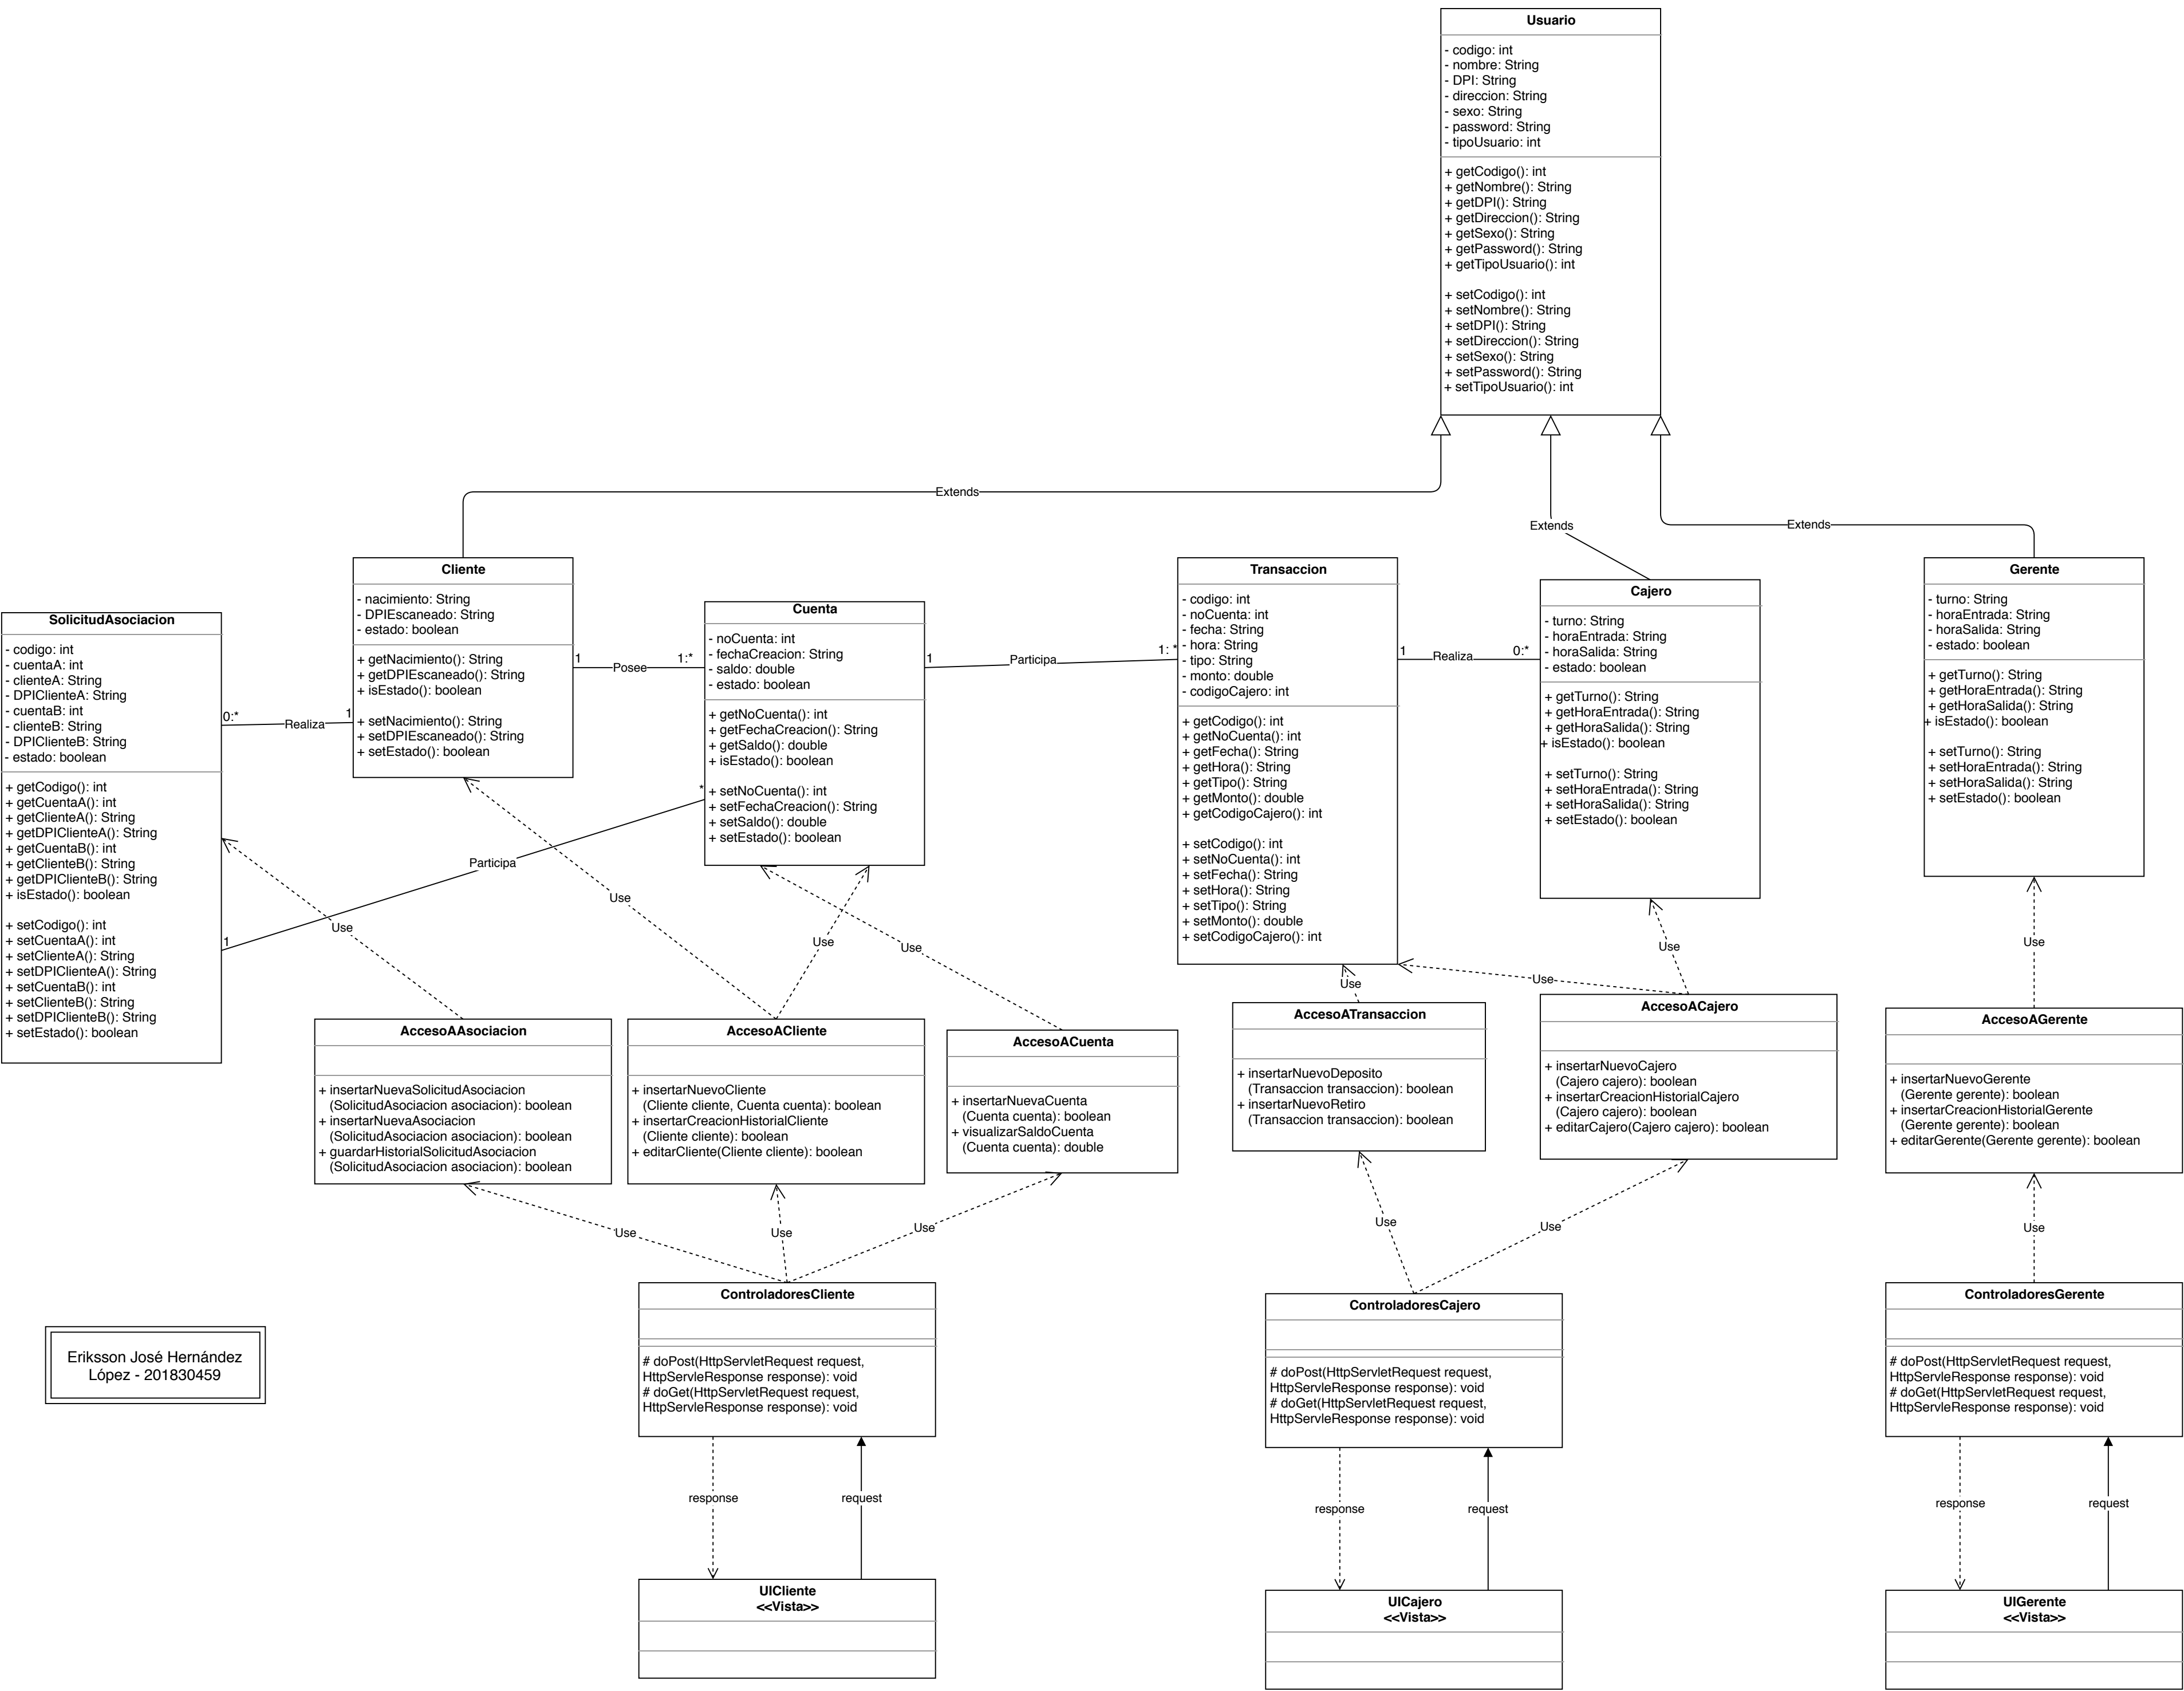 Usuario
- codigo: int
- nombre: String
- DPI: String
- direccion: String
- sexo: String
- password: String
- tipoUsuario: int
+ getCodigo(): int
+ getNombre(): String
+ getDPI(): String
+ getDireccion(): String
+ getSexo(): String
+ getPassword(): String
+ getTipoUsuario(): int
+ setCodigo(): int
+ setNombre(): String
+ setDPI(): String
+ setDireccion(): String
+ setSexo(): String
+ setPassword(): String
+ setTipoUsuario(): int
Extends
Extends
Extends
SolicitudAsociacion
- codigo: int
- cuentaA: int
- clienteA: String
- DPIClienteA: String
- cuentaB: int
- clienteB: String
- DPIClienteB: String
- estado: boolean
+ getCodigo(): int
+ getCuentaA(): int
+ getClienteA(): String
+ getDPIClienteA(): String
+ getCuentaB(): int
+ getClienteB(): String
+ getDPIClienteB(): String
+ isEstado(): boolean
+ setCodigo(): int
+ setCuentaA(): int
+ setClienteA(): String
+ setDPIClienteA(): String
+ setCuentaB(): int
+ setClienteB(): String
+ setDPIClienteB(): String
+ setEstado(): boolean
0:*
Realiza
1
Cliente
- nacimiento: String
- DPIEscaneado: String
- estado: boolean
+ getNacimiento(): String
+ getDPIEscaneado(): String
+ isEstado(): boolean
+ setNacimiento(): String
+ setDPIEscaneado(): String
+ setEstado(): boolean
1
Posee
1:*
Cuenta
- noCuenta: int
- fechaCreacion: String
- saldo: double
- estado: boolean
+ getNoCuenta(): int
+ getFechaCreacion(): String
+ getSaldo(): double
+ isEstado(): boolean
+ setNoCuenta(): int
+ setFechaCreacion(): String
+ setSaldo(): double
+ setEstado(): boolean
1
Participa
1: *
*
Participa
1
Transaccion
- codigo: int
- noCuenta: int
- fecha: String
- hora: String
- tipo: String
- monto: double
- codigoCajero: int
+ getCodigo(): int
+ getNoCuenta(): int
+ getFecha(): String
+ getHora(): String
+ getTipo(): String
+ getMonto(): double
+ getCodigoCajero(): int
+ setCodigo(): int
+ setNoCuenta(): int
+ setFecha(): String
+ setHora(): String
+ setTipo(): String
+ setMonto(): double
+ setCodigoCajero(): int
1
Realiza
0:*
Cajero
- turno: String
- horaEntrada: String
- horaSalida: String
- estado: boolean
+ getTurno(): String
+ getHoraEntrada(): String
+ getHoraSalida(): String
+ isEstado(): boolean
+ setTurno(): String
+ setHoraEntrada(): String
+ setHoraSalida(): String
+ setEstado(): boolean
Gerente
- turno: String
- horaEntrada: String
- horaSalida: String
- estado: boolean
+ getTurno(): String
+ getHoraEntrada(): String
+ getHoraSalida(): String
+ isEstado(): boolean
+ setTurno(): String
+ setHoraEntrada(): String
+ setHoraSalida(): String
+ setEstado(): boolean
Use
Use
Use
Use
Use
Use
Use
Use
AccesoAAsociacion
+ insertarNuevaSolicitudAsociacion
(SolicitudAsociacion asociacion): boolean
+ insertarNuevaAsociacion
(SolicitudAsociacion asociacion): boolean
+ guardarHistorialSolicitudAsociacion
(SolicitudAsociacion asociacion): boolean
AccesoACliente
+ insertarNuevoCliente
(Cliente cliente, Cuenta cuenta): boolean
+ insertarCreacionHistorialCliente
(Cliente cliente): boolean
+ editarCliente(Cliente cliente): boolean
AccesoACuenta
+ insertarNuevaCuenta
(Cuenta cuenta): boolean
+ visualizarSaldoCuenta
(Cuenta cuenta): double
AccesoATransaccion
+ insertarNuevoDeposito
(Transaccion transaccion): boolean
+ insertarNuevoRetiro
(Transaccion transaccion): boolean
AccesoACajero
+ insertarNuevoCajero
(Cajero cajero): boolean
+ insertarCreacionHistorialCajero
(Cajero cajero): boolean
+ editarCajero(Cajero cajero): boolean
AccesoAGerente
+ insertarNuevoGerente
(Gerente gerente): boolean
+ insertarCreacionHistorialGerente
(Gerente gerente): boolean
+ editarGerente(Gerente gerente): boolean
Use
Use
Use
Use
Use
Use
Eriksson José Hernández
López - 201830459
ControladoresCliente
# doPost(HttpServletRequest request,
HttpServleResponse response): void
# doGet(HttpServletRequest request,
HttpServleResponse response): void
ControladoresCajero
# doPost(HttpServletRequest request,
HttpServleResponse response): void
# doGet(HttpServletRequest request,
HttpServleResponse response): void
ControladoresGerente
# doPost(HttpServletRequest request,
HttpServleResponse response): void
# doGet(HttpServletRequest request,
HttpServleResponse response): void
response
request
response
request
response
request
UICliente
<<Vista>>
UICajero
<<Vista>>
UIGerente
<<Vista>>